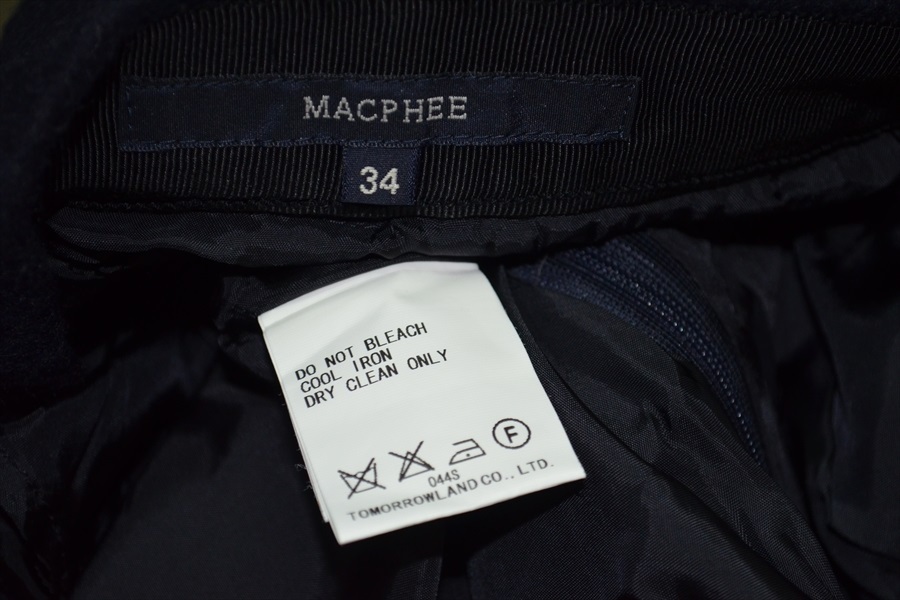 MACPHEE
34
DO NOT BLEACH
COOL IRON
DRY CLEAN ONLY
F
044S
TOMORROWLAND CO., LTD.